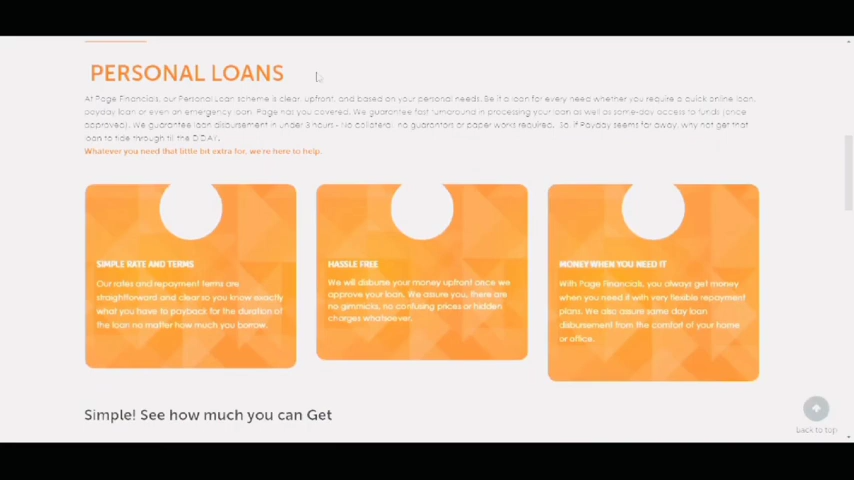 PERSONAL LOANS
At Page Financials, our Personal Loan scheme is clear, upfront, and based on your personal needs. Be it a loan for every need whether you require a quick online loan,
payday loan or even an emergency loan, Page has you covered. We guarantee fast turnaround in processing your loan as well as same-day access to funds (once
approved). We guarantee loan disbursement in under 3 hours - No collateral, no guarantors or paper works required. So, if Payday seems far away, why not get that
loan to tide through till the D.DAY.
Whatever you need that little bit extra for, we're here to help.
SIMPLE RATE AND TERMS
Our rates and repayment terms are
straightforward and clear so you know exactly
what you have to payback for the duration of
the loan no matter how much you borrow.
HASSLE FREE
We will disburse your money upfront once we
approve your loan. We assure you, there are
no gimmicks, no confusing prices or hidden
charges whatsoever.
MONEY WHEN YOU NEED IT
With Page Financials, you always get money
when you need it with very flexible repayment
plans. We also assure same day loan
disbursement from the comfort of your home
or office.
Simple! See how much you can Get
Back to top